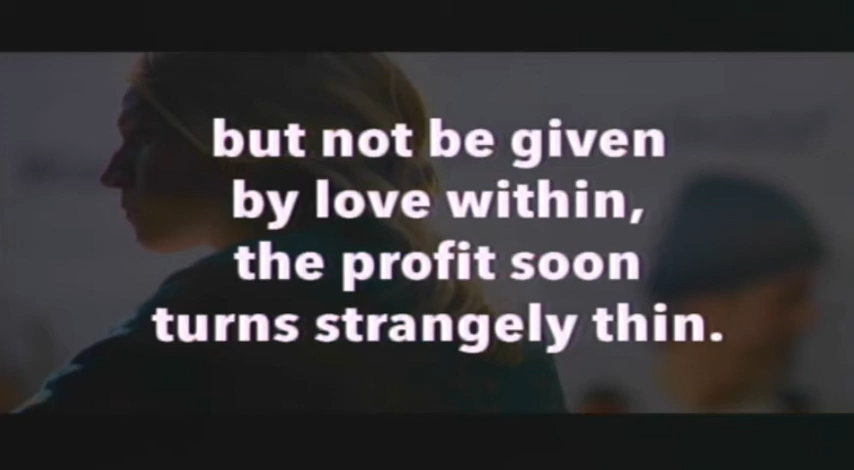 but not be given
by love within,
the profit soon
turns strangely thin.